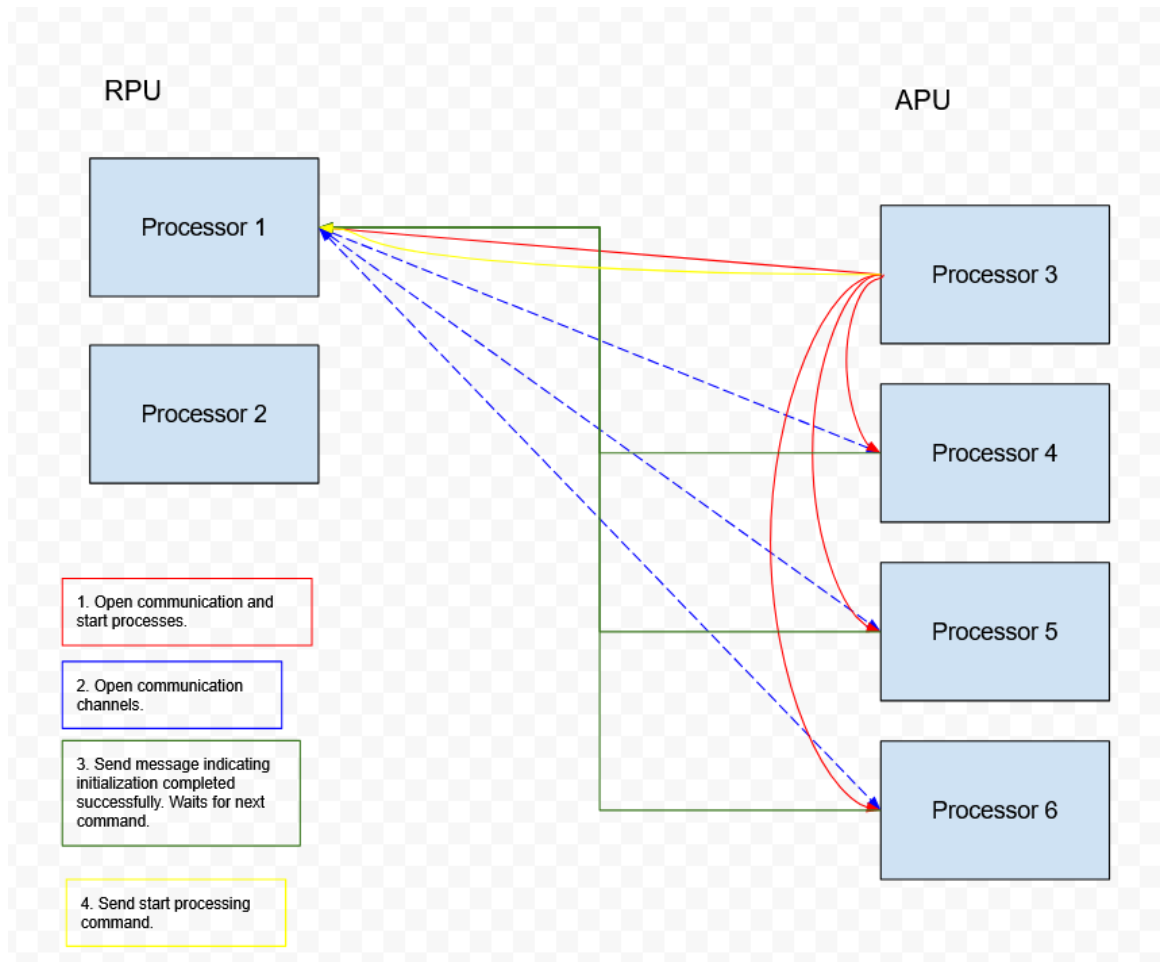 RPU
APU
Processor 1
Processor 2
Processor 3
Processor 4
Processor 5
Processor 6
1. Open communication and
start processes.
2. Open communication
channels.
3. Send message indicating
initialization completed
successfully. Waits for next
command.
4. Send start processing
command.